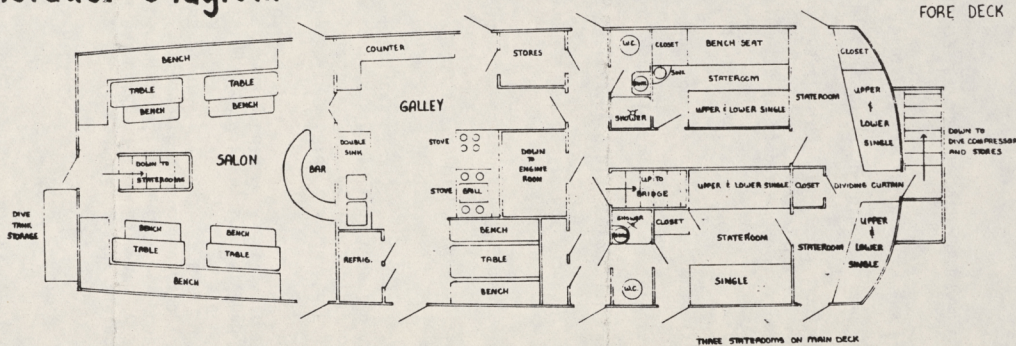 FORE DECK
BENCH
TABLE
BENCH
TABLE
BENCH
COUNTER
STORES
W.C.
CLOSET
BENCH SEAT
SINK
STATEROOM
SHOWER
UPPER & LOWER SINGLE
STATEROOM
CLOSET
UPPER
&
LOWER
SINGLE
DOWN TO
DIVE COMPRESSOR
AND STORES
GALLEY
SALON
DOWN TO
STATEROOMS
BAR
DOUBLE
SINK
STOVE
STOVE
GRILL
DOWN
TO
ENGINE
ROOM
UP TO
BRIDGE
UPPER & LOWER SINGLE
CLOSET
DIVIDING CURTAIN
DIVE
TANK
STORAGE
BENCH
TABLE
BENCH
TABLE
BENCH
REFRIG.
BENCH
TABLE
BENCH
SHOWER
CLOSET
STATEROOM
W.C.
SINGLE
STATEROOM
UPPER
&
LOWER
SINGLE
THREE STATEROOMS ON MAIN DECK